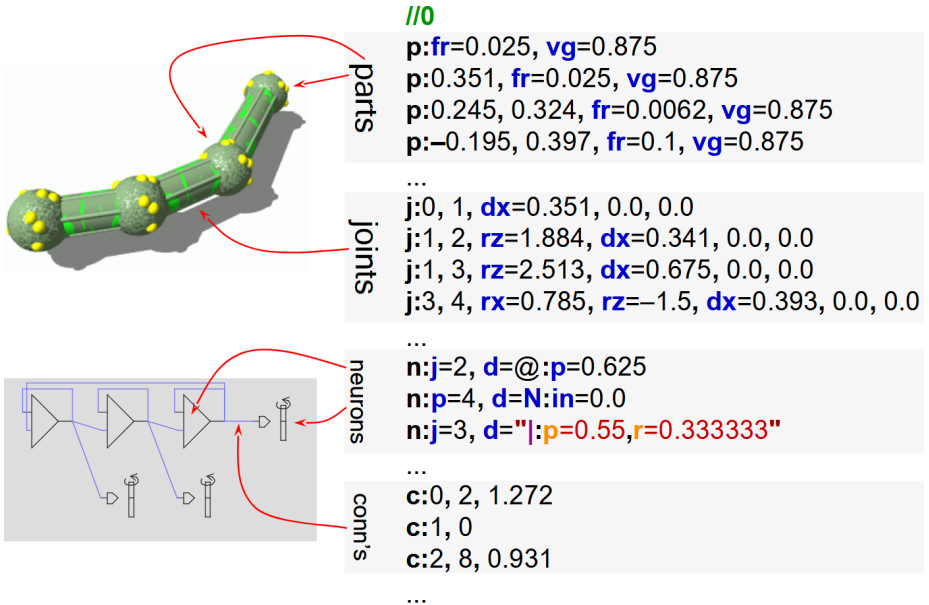 //0
parts
p:fr=0.025, vg=0.875
p:0.351, fr=0.025, vg=0.875
p:0.245, 0.324, fr=0.0062, vg=0.875
p:–0.195, 0.397, fr=0.1, vg=0.875
...
joints
j:0, 1, dx=0.351, 0.0, 0.0
j:1, 2, rz=1.884, dx=0.341, 0.0, 0.0
j:1, 3, rz=2.513, dx=0.675, 0.0, 0.0
j:3, 4, rx=0.785, rz=–1.5, dx=0.393, 0.0, 0.0
...
neurons
n:j=2, d=@:p=0.625
n:p=4, d=N:in=0.0
n:j=3, d="|:p=0.55,r=0.333333"
...
conn's
c:0, 2, 1.272
c:1, 0
c:2, 8, 0.931
...